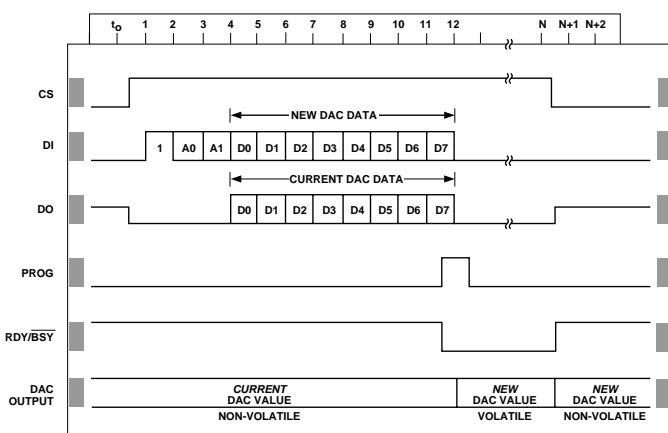 to 1 2 3 4 5 6 7 8 9 10 11 12 N N+1 N+2
CS
NEW DAC DATA
DI 1 A0 A1 D0 D1 D2 D3 D4 D5 D6 D7
CURRENT DAC DATA
DO D0 D1 D2 D3 D4 D5 D6 D7
PROG
RDY/BSY
DAC OUTPUT
CURRENT DAC VALUE
NEW DAC VALUE
NEW DAC VALUE
NON-VOLATILE VOLATILE NON-VOLATILE